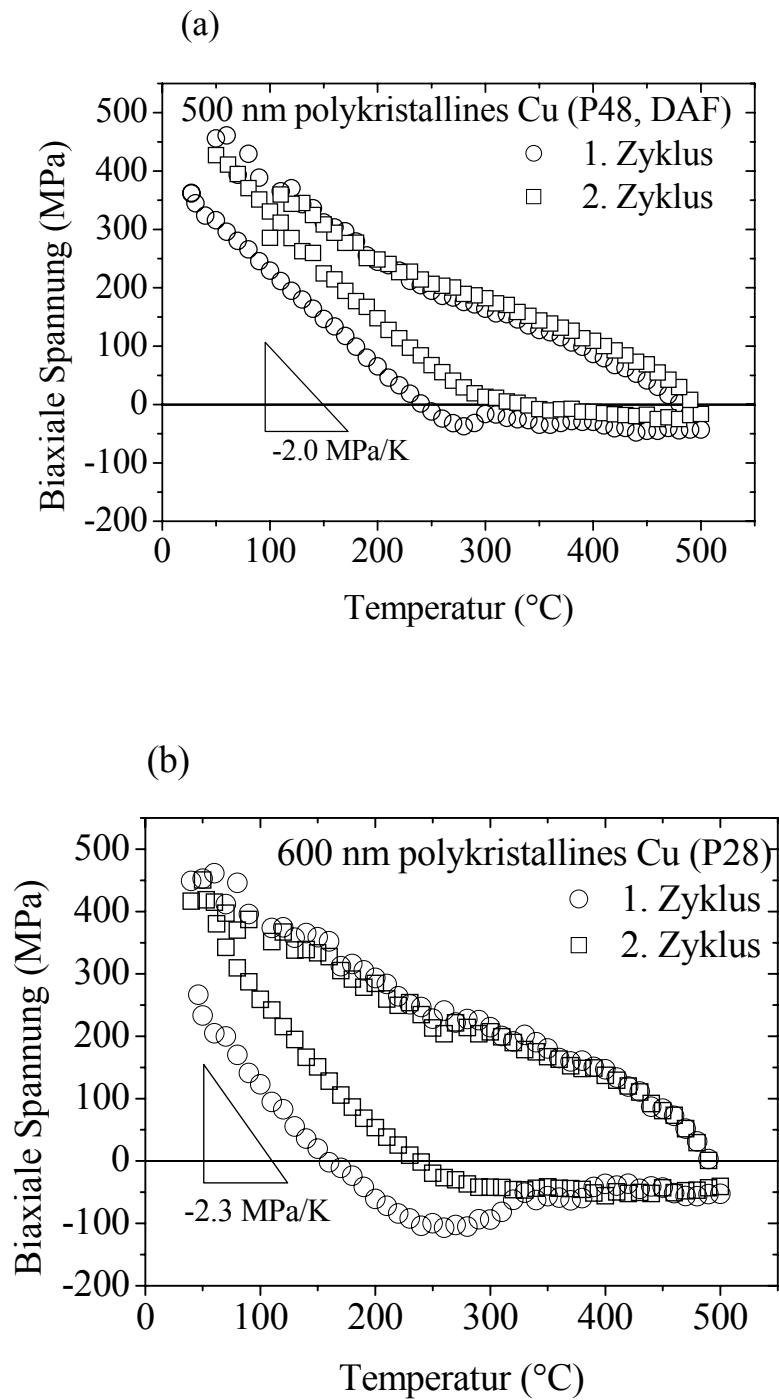 (a)
500
500 nm polykristallines Cu (P48, DAF)
400
1. Zyklus
300
2. Zyklus
200
100
0
-100
-200
-2.0 MPa/K
Biaxiale Spannung (MPa)
0 100 200 300 400 500
Temperatur (°C)
(b)
500
600 nm polykristallines Cu (P28)
400
1. Zyklus
300
2. Zyklus
200
100
0
-100
-200
-2.3 MPa/K
Biaxiale Spannung (MPa)
0 100 200 300 400 500
Temperatur (°C)